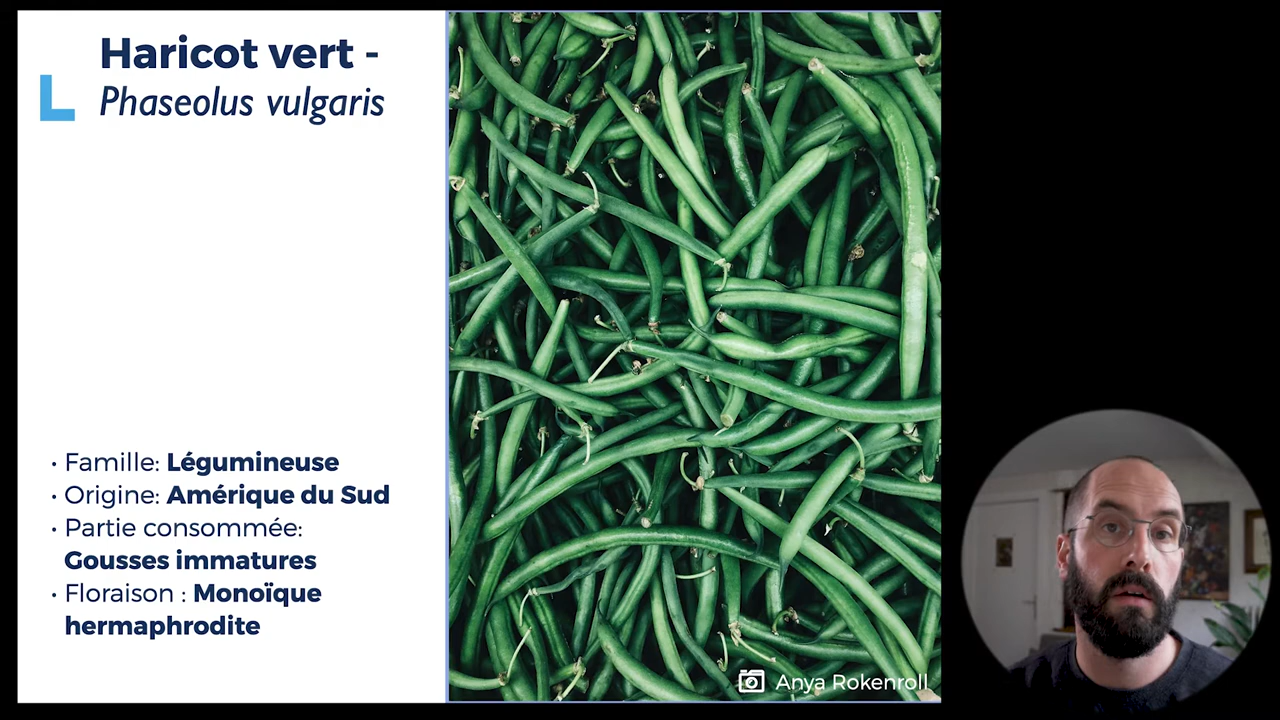 Haricot vert -
Phaseolus vulgaris
• Famille: Légumineuse
• Origine: Amérique du Sud
• Partie consommée:
Gousses immatures
• Floraison : Monoïque
hermaphrodite
Anya Rokenroll